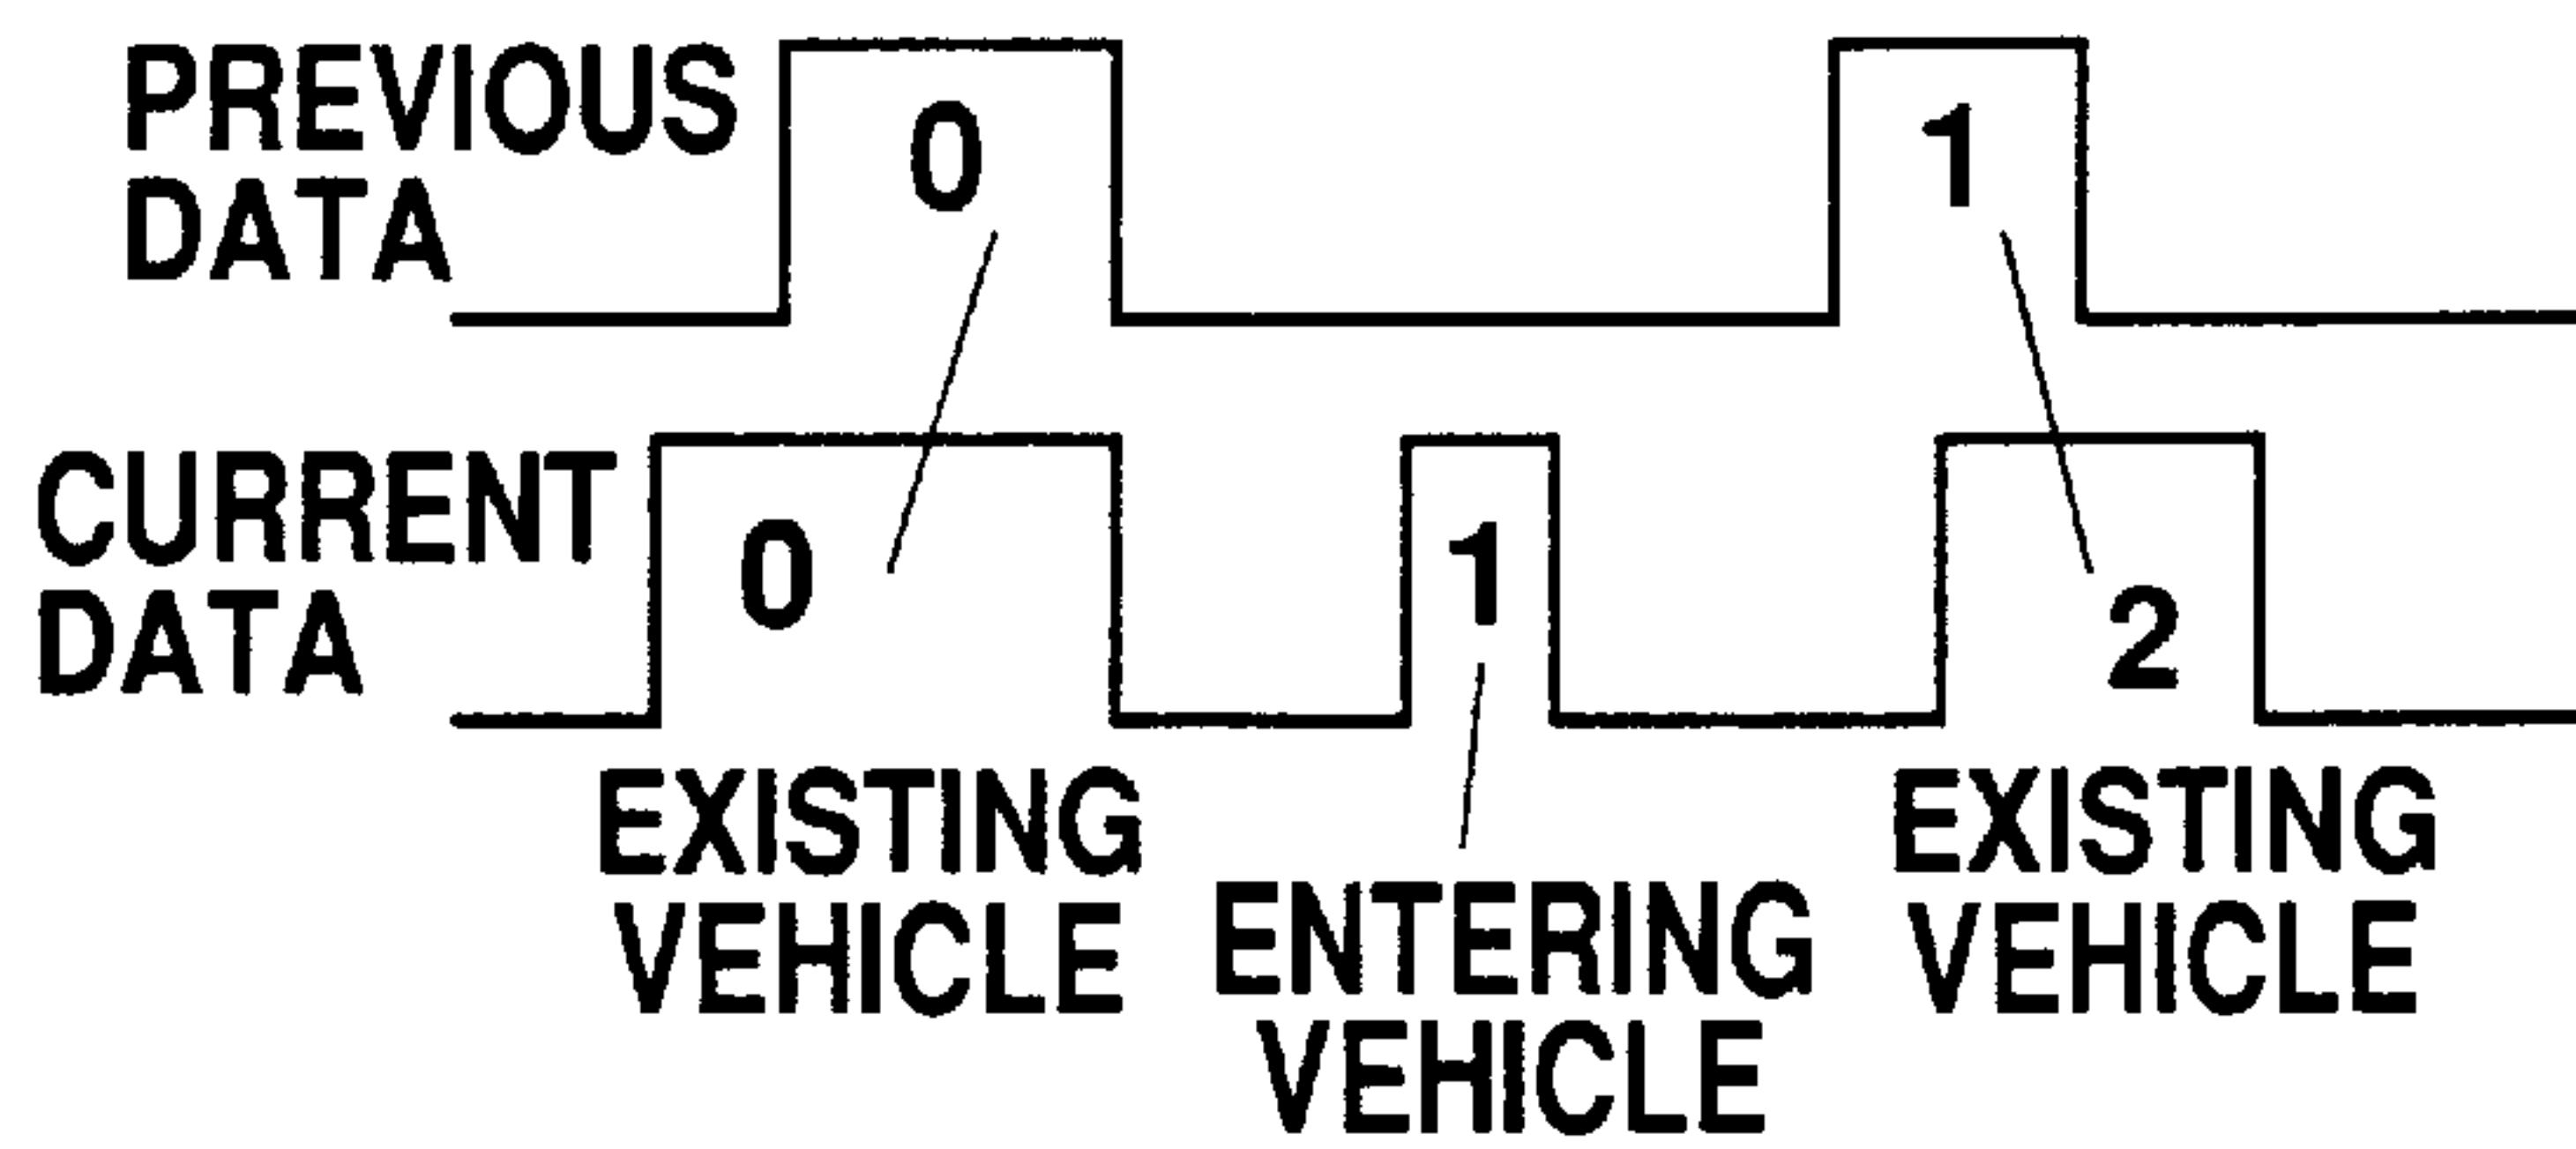 PREVIOUS
DATA
0
1
CURRENT
DATA
0
1
2
EXISTING
VEHICLE
ENTERING
VEHICLE
EXISTING
VEHICLE